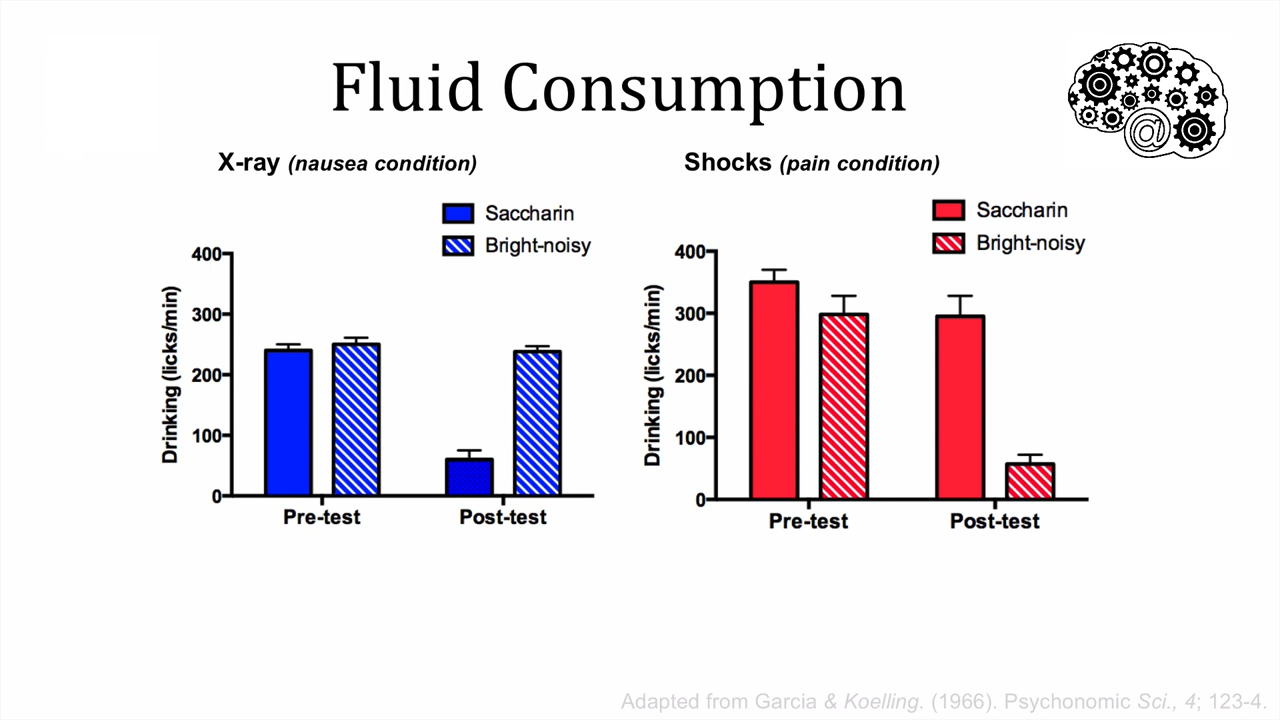 Fluid Consumption
@
X-ray (nausea condition)
Saccharin
Bright-noisy
400
300
200
100
0
Drinking (licks/min)
Pre-test
Post-test
Shocks (pain condition)
Saccharin
Bright-noisy
400
300
200
100
0
Drinking (licks/min)
Pre-test
Post-test
Adapted from Garcia & Koelling. (1966). Psychonomic Sci., 4; 123-4.